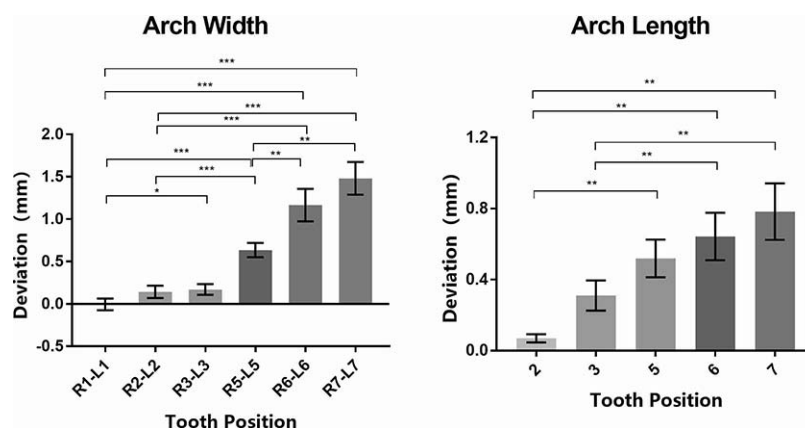 Arch Width
***
***
***
***
**
***
**
***
*
Deviation (mm)
2.0
1.5
1.0
0.5
0.0
-0.5
R1-L1
R2-L2
R3-L3
R5-L5
R6-L6
R7-L7
Tooth Position
Arch Length
**
**
**
**
**
Deviation (mm)
1.2
0.8
0.4
0.0
2
3
5
6
7
Tooth Position